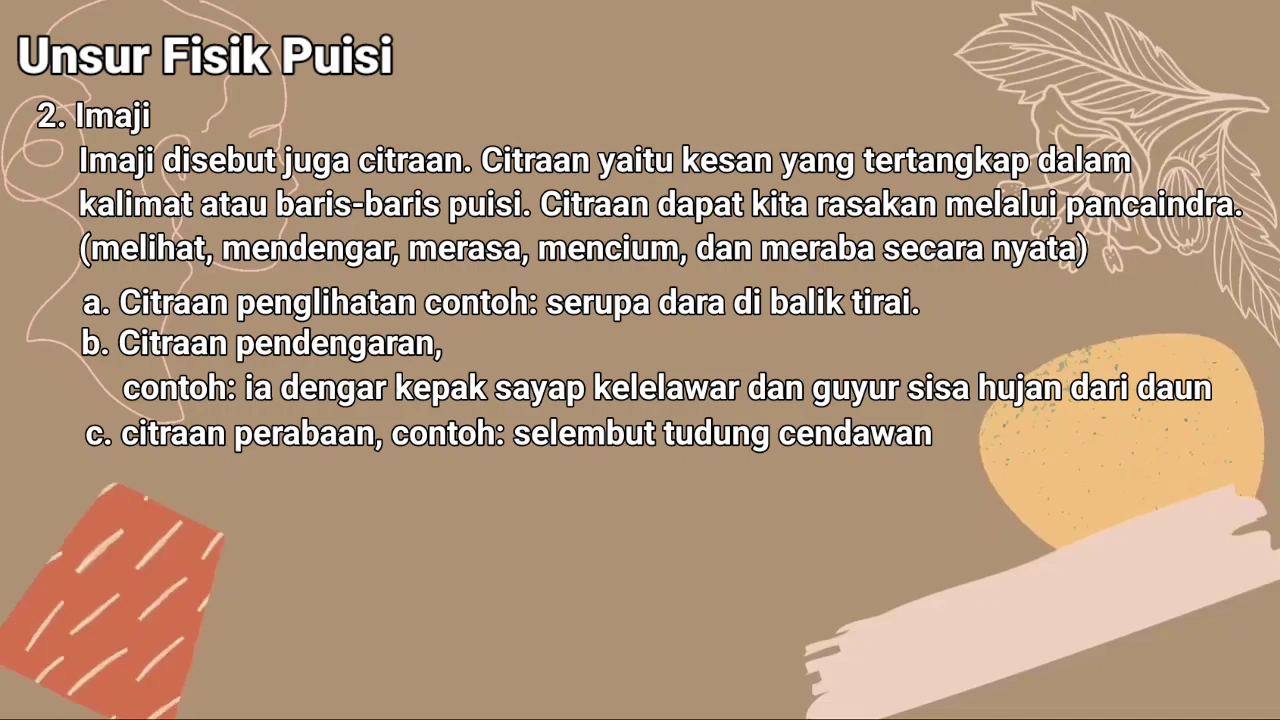 Unsur Fisik Puisi
2. Imaji
Imaji disebut juga citraan. Citraan yaitu kesan yang tertangkap dalam
kalimat atau baris-baris puisi. Citraan dapat kita rasakan melalui pancaindra.
(melihat, mendengar, merasa, mencium, dan meraba secara nyata)
a. Citraan penglihatan contoh: serupa dara di balik tirai.
b. Citraan pendengaran,
contoh: ia dengar kepak sayap kelelawar dan guyur sisa hujan dari daun
c. citraan perabaan, contoh: selembut tudung cendawan